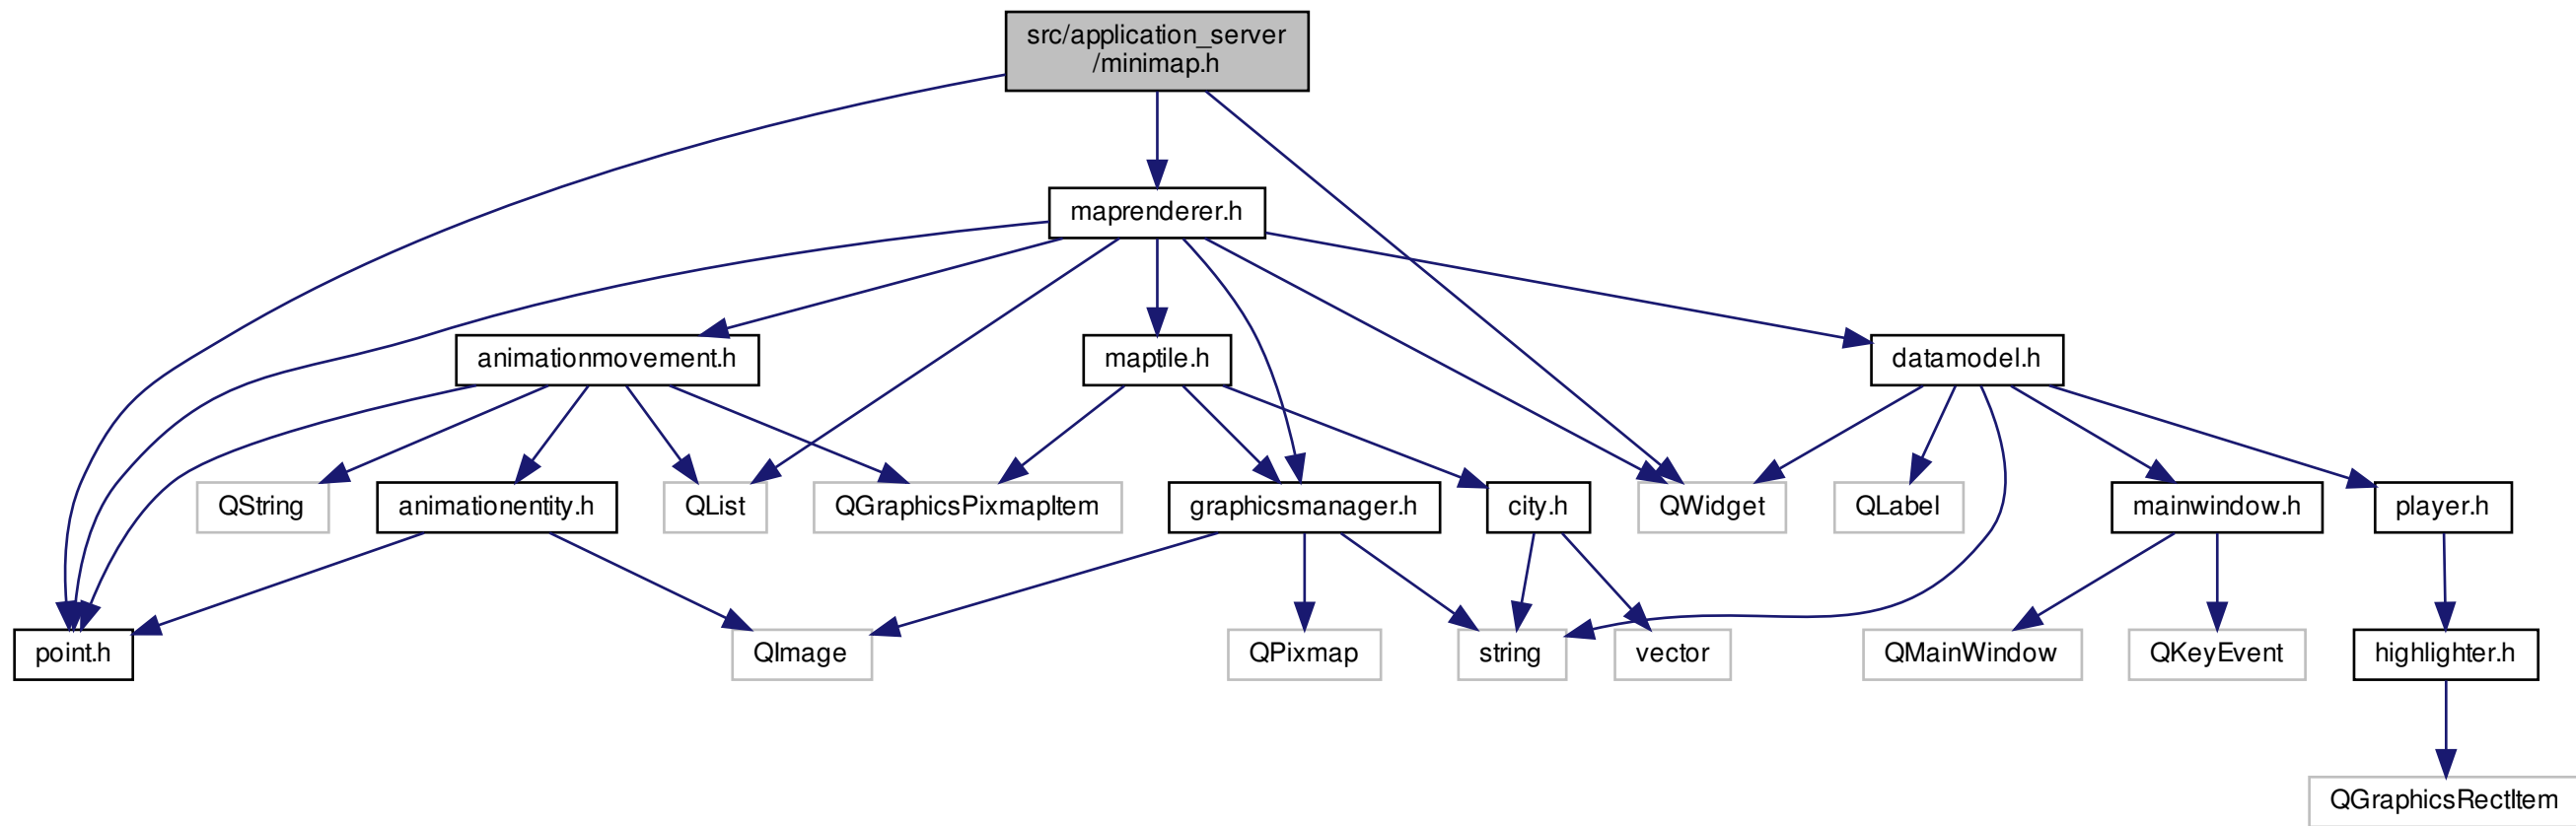 src/application_server
/minimap.h
maprenderer.h
animationmovement.h
maptile.h
datamodel.h
QString
animationentity.h
QList
QGraphicsPixmapItem
graphicsmanager.h
city.h
QWidget
QLabel
mainwindow.h
player.h
point.h
QImage
QPixmap
string
vector
QMainWindow
QKeyEvent
highlighter.h
QGraphicsRectItem